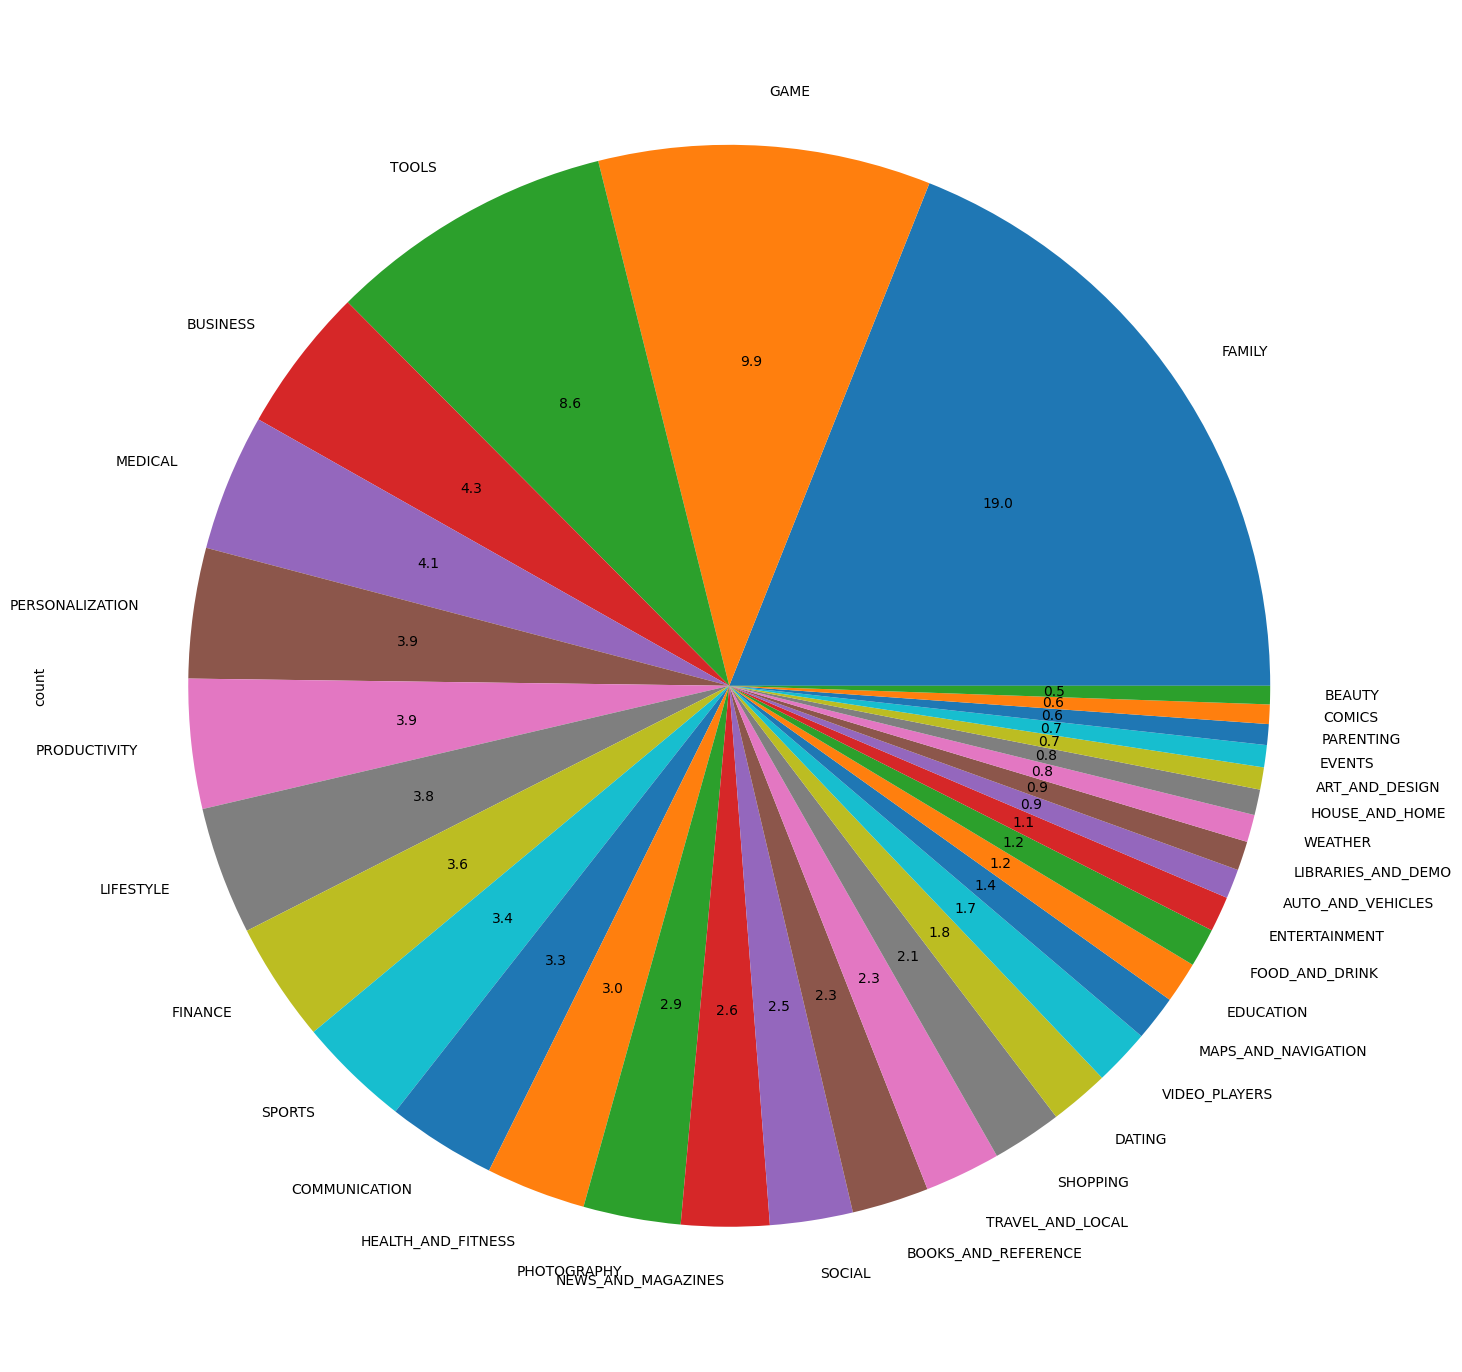 GAME
TOOLS
BUSINESS
FAMILY
9.9
8.6
MEDICAL
4.3
19.0
4.1
PERSONALIZATION
3.9
count
BEAUTY
0.5
0.6
COMICS
0.6
PARENTING
3.9
0.7
PRODUCTIVITY
0.7
EVENTS
0.8
ART_AND_DESIGN
0.8
HOUSE_AND_HOME
3.8
0.9
WEATHER
0.9
LIBRARIES_AND_DEMO
1.1
AUTO_AND_VEHICLES
1.2
3.6
1.2
LIFESTYLE
1.4
ENTERTAINMENT
3.4
1.7
FOOD_AND_DRINK
1.8
3.3
2.1
FINANCE
EDUCATION
3.0
2.3
2.9
2.6
2.5
2.3
MAPS_AND_NAVIGATION
VIDEO_PLAYERS
SPORTS
DATING
COMMUNICATION
SHOPPING
TRAVEL_AND_LOCAL
HEALTH_AND_FITNESS
BOOKS_AND_REFERENCE
PHOTOGRAPHY
SOCIAL
NEWS_AND_MAGAZINES